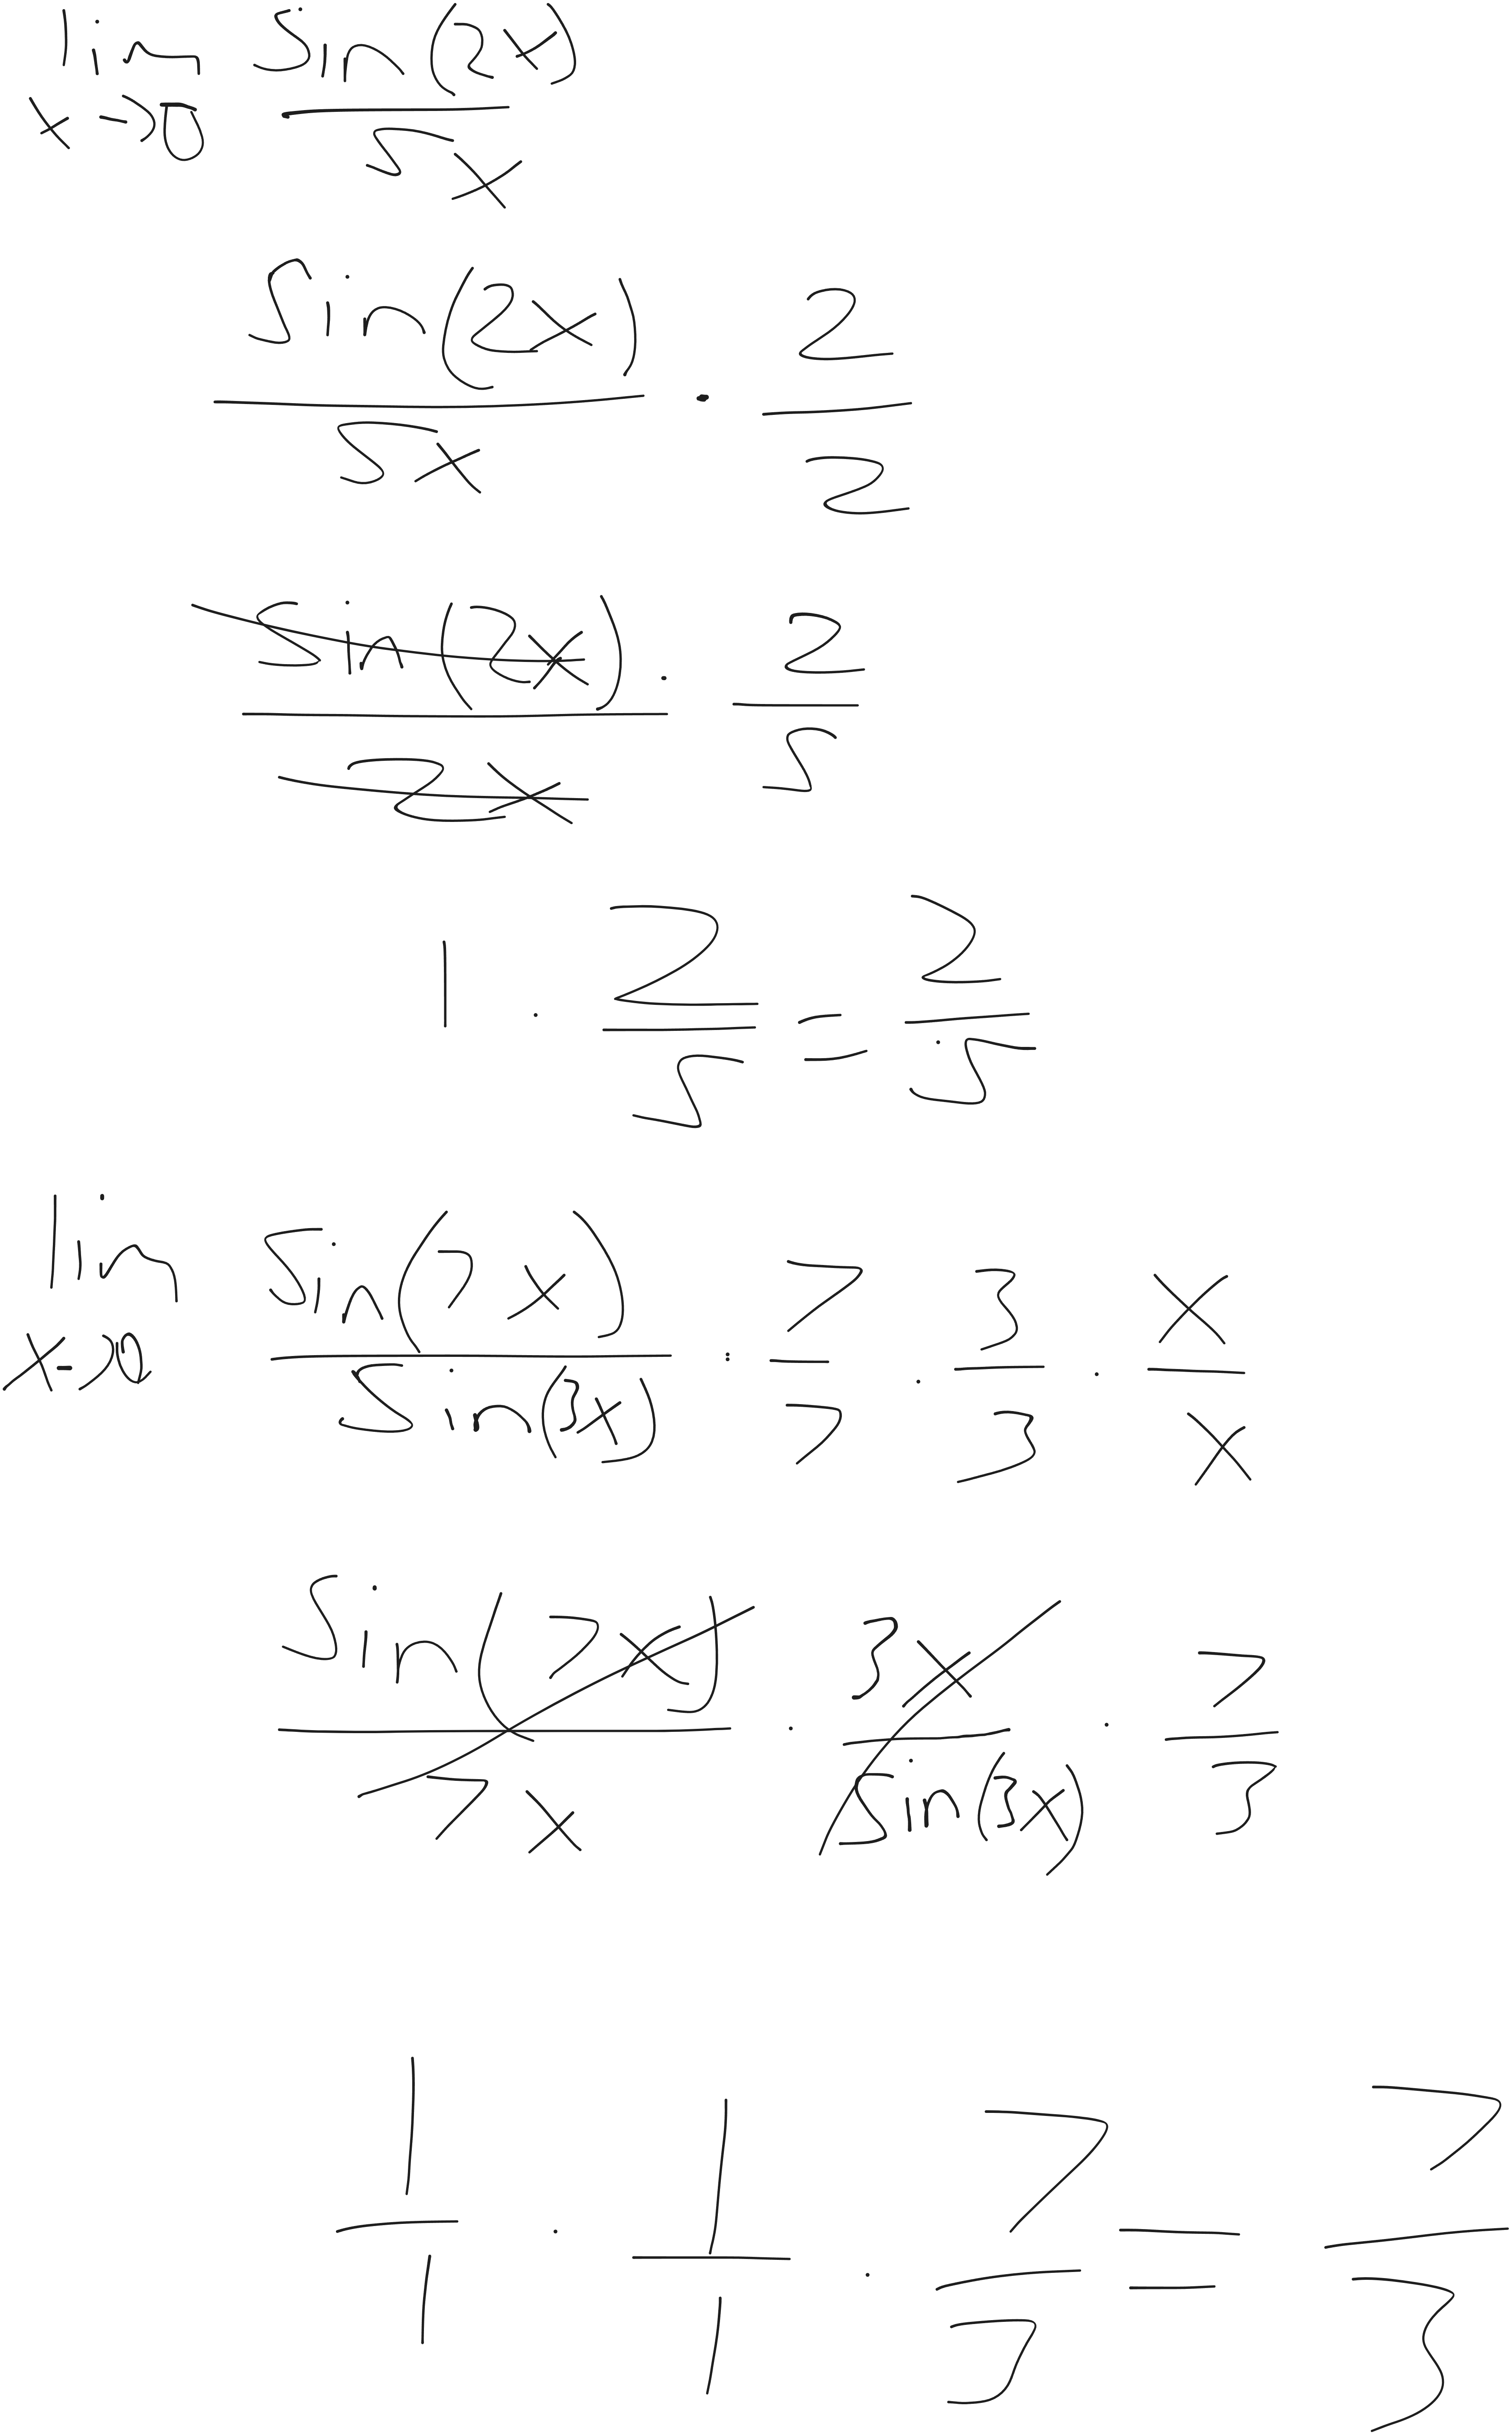 lim sin(2x)
x->0 5x
sin(2x) · 2
5x 2
sin(2x) · 2
2x 5
1 · 2 = 2
5 5
lim sin(7x) : 7 · 3 · x
x->0 sin(3x) 7 3 x
sin(7x) · 3x · 7
7x sin(3x) 3
1 · 1 · 7 = 7
1 1 3 3